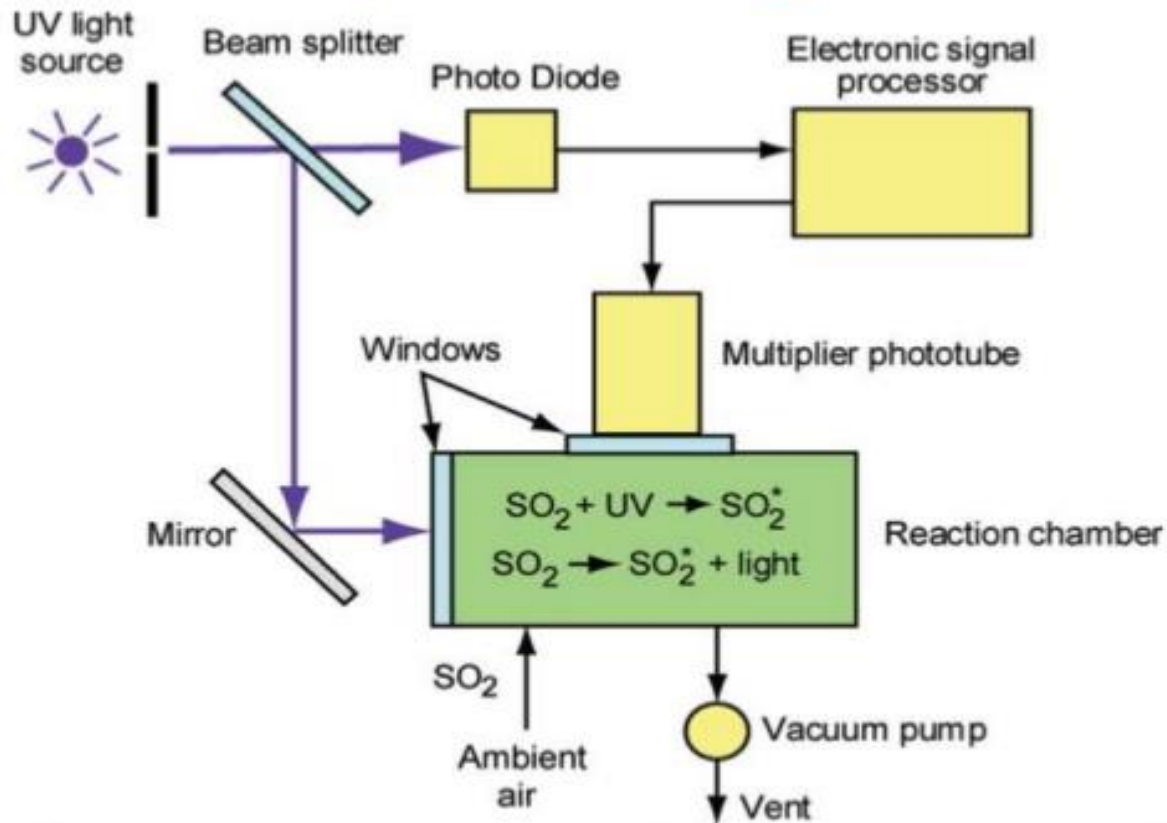 UV light
source
Beam splitter
Photo Diode
Electronic signal
processor
Windows
Multiplier phototube
Mirror
SO₂ + UV → SO₂*
SO₂ → SO₂* + light
Reaction chamber
SO₂
Ambient
air
Vacuum pump
Vent